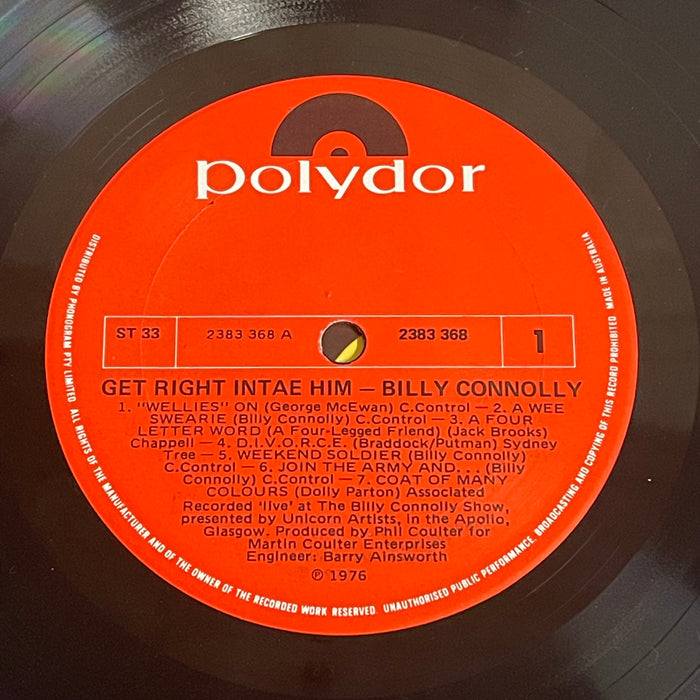 polydor
ST 33
2383 368 A
2383 368
1
GET RIGHT INTAE HIM – BILLY CONNOLLY
1. "WELLIES" ON (George McEwan) C.Control – 2. A WEE
SWEARIE (Billy Connolly) C.Control – 3. A FOUR
LETTER WORD (A Four-Legged Friend) (Jack Brooks)
Chappell – 4. D.I.V.O.R.C.E. (Braddock/Putman) Sydney
Tree – 5. WEEKEND SOLDIER (Billy Connolly)
C.Control – 6. JOIN THE ARMY AND... (Billy
Connolly) C.Control – 7. COAT OF MANY
COLOURS (Dolly Parton) Associated
Recorded 'live' at The Billy Connolly Show,
presented by Unicorn Artists, in the Apollo,
Glasgow. Produced by Phil Coulter for
Martin Coulter Enterprises
Engineer: Barry Ainsworth
℗ 1976
DISTRIBUTED BY PHONOGRAM PTY LIMITED. ALL RIGHTS OF THE MANUFACTURER AND OF THE OWNER OF THE RECORDED WORK RESERVED. UNAUTHORISED PUBLIC PERFORMANCE, BROADCASTING AND COPYING OF THIS RECORD PROHIBITED MADE IN AUSTRALIA